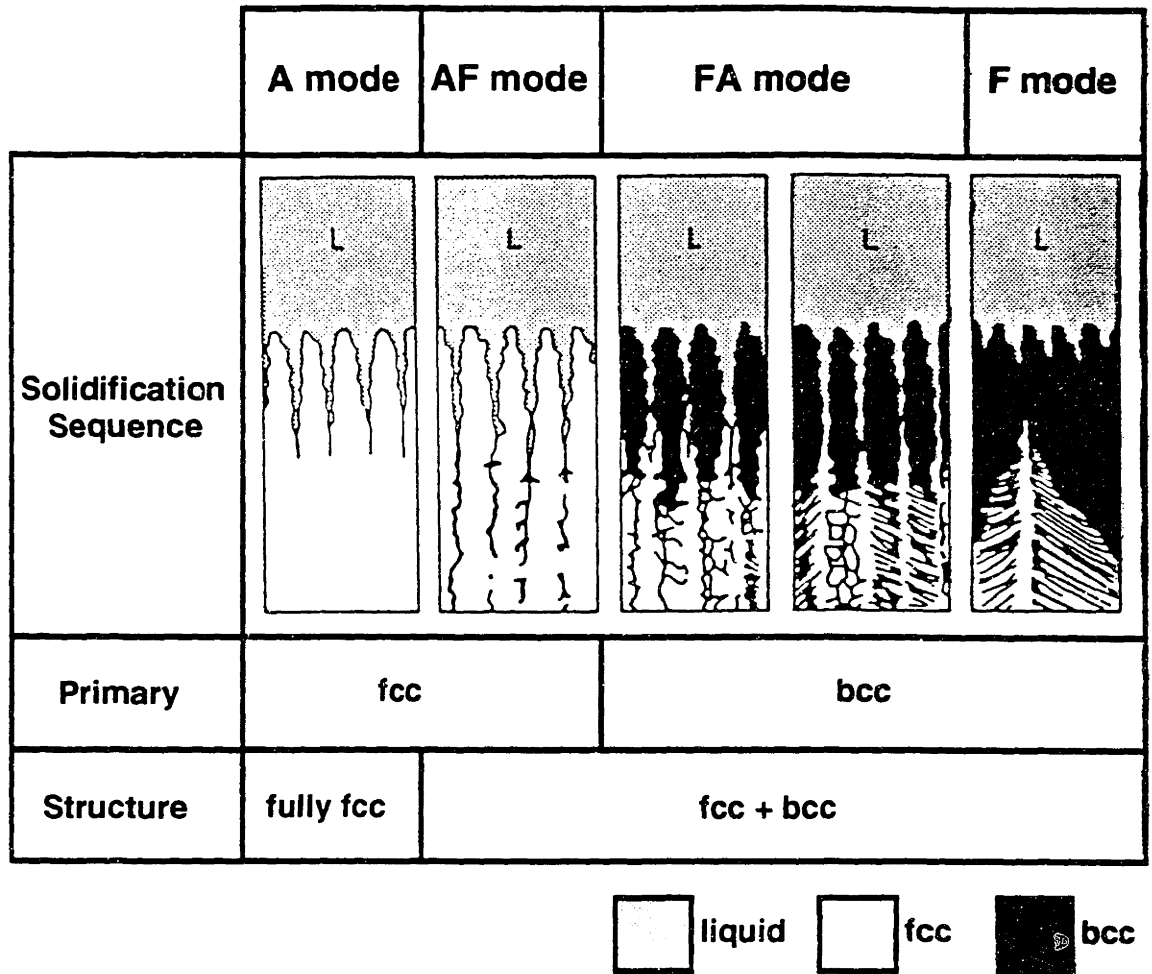 A mode AF mode FA mode F mode
L L L L L
Solidification
Sequence
Primary fcc bcc
Structure fully fcc fcc + bcc
liquid fcc bcc